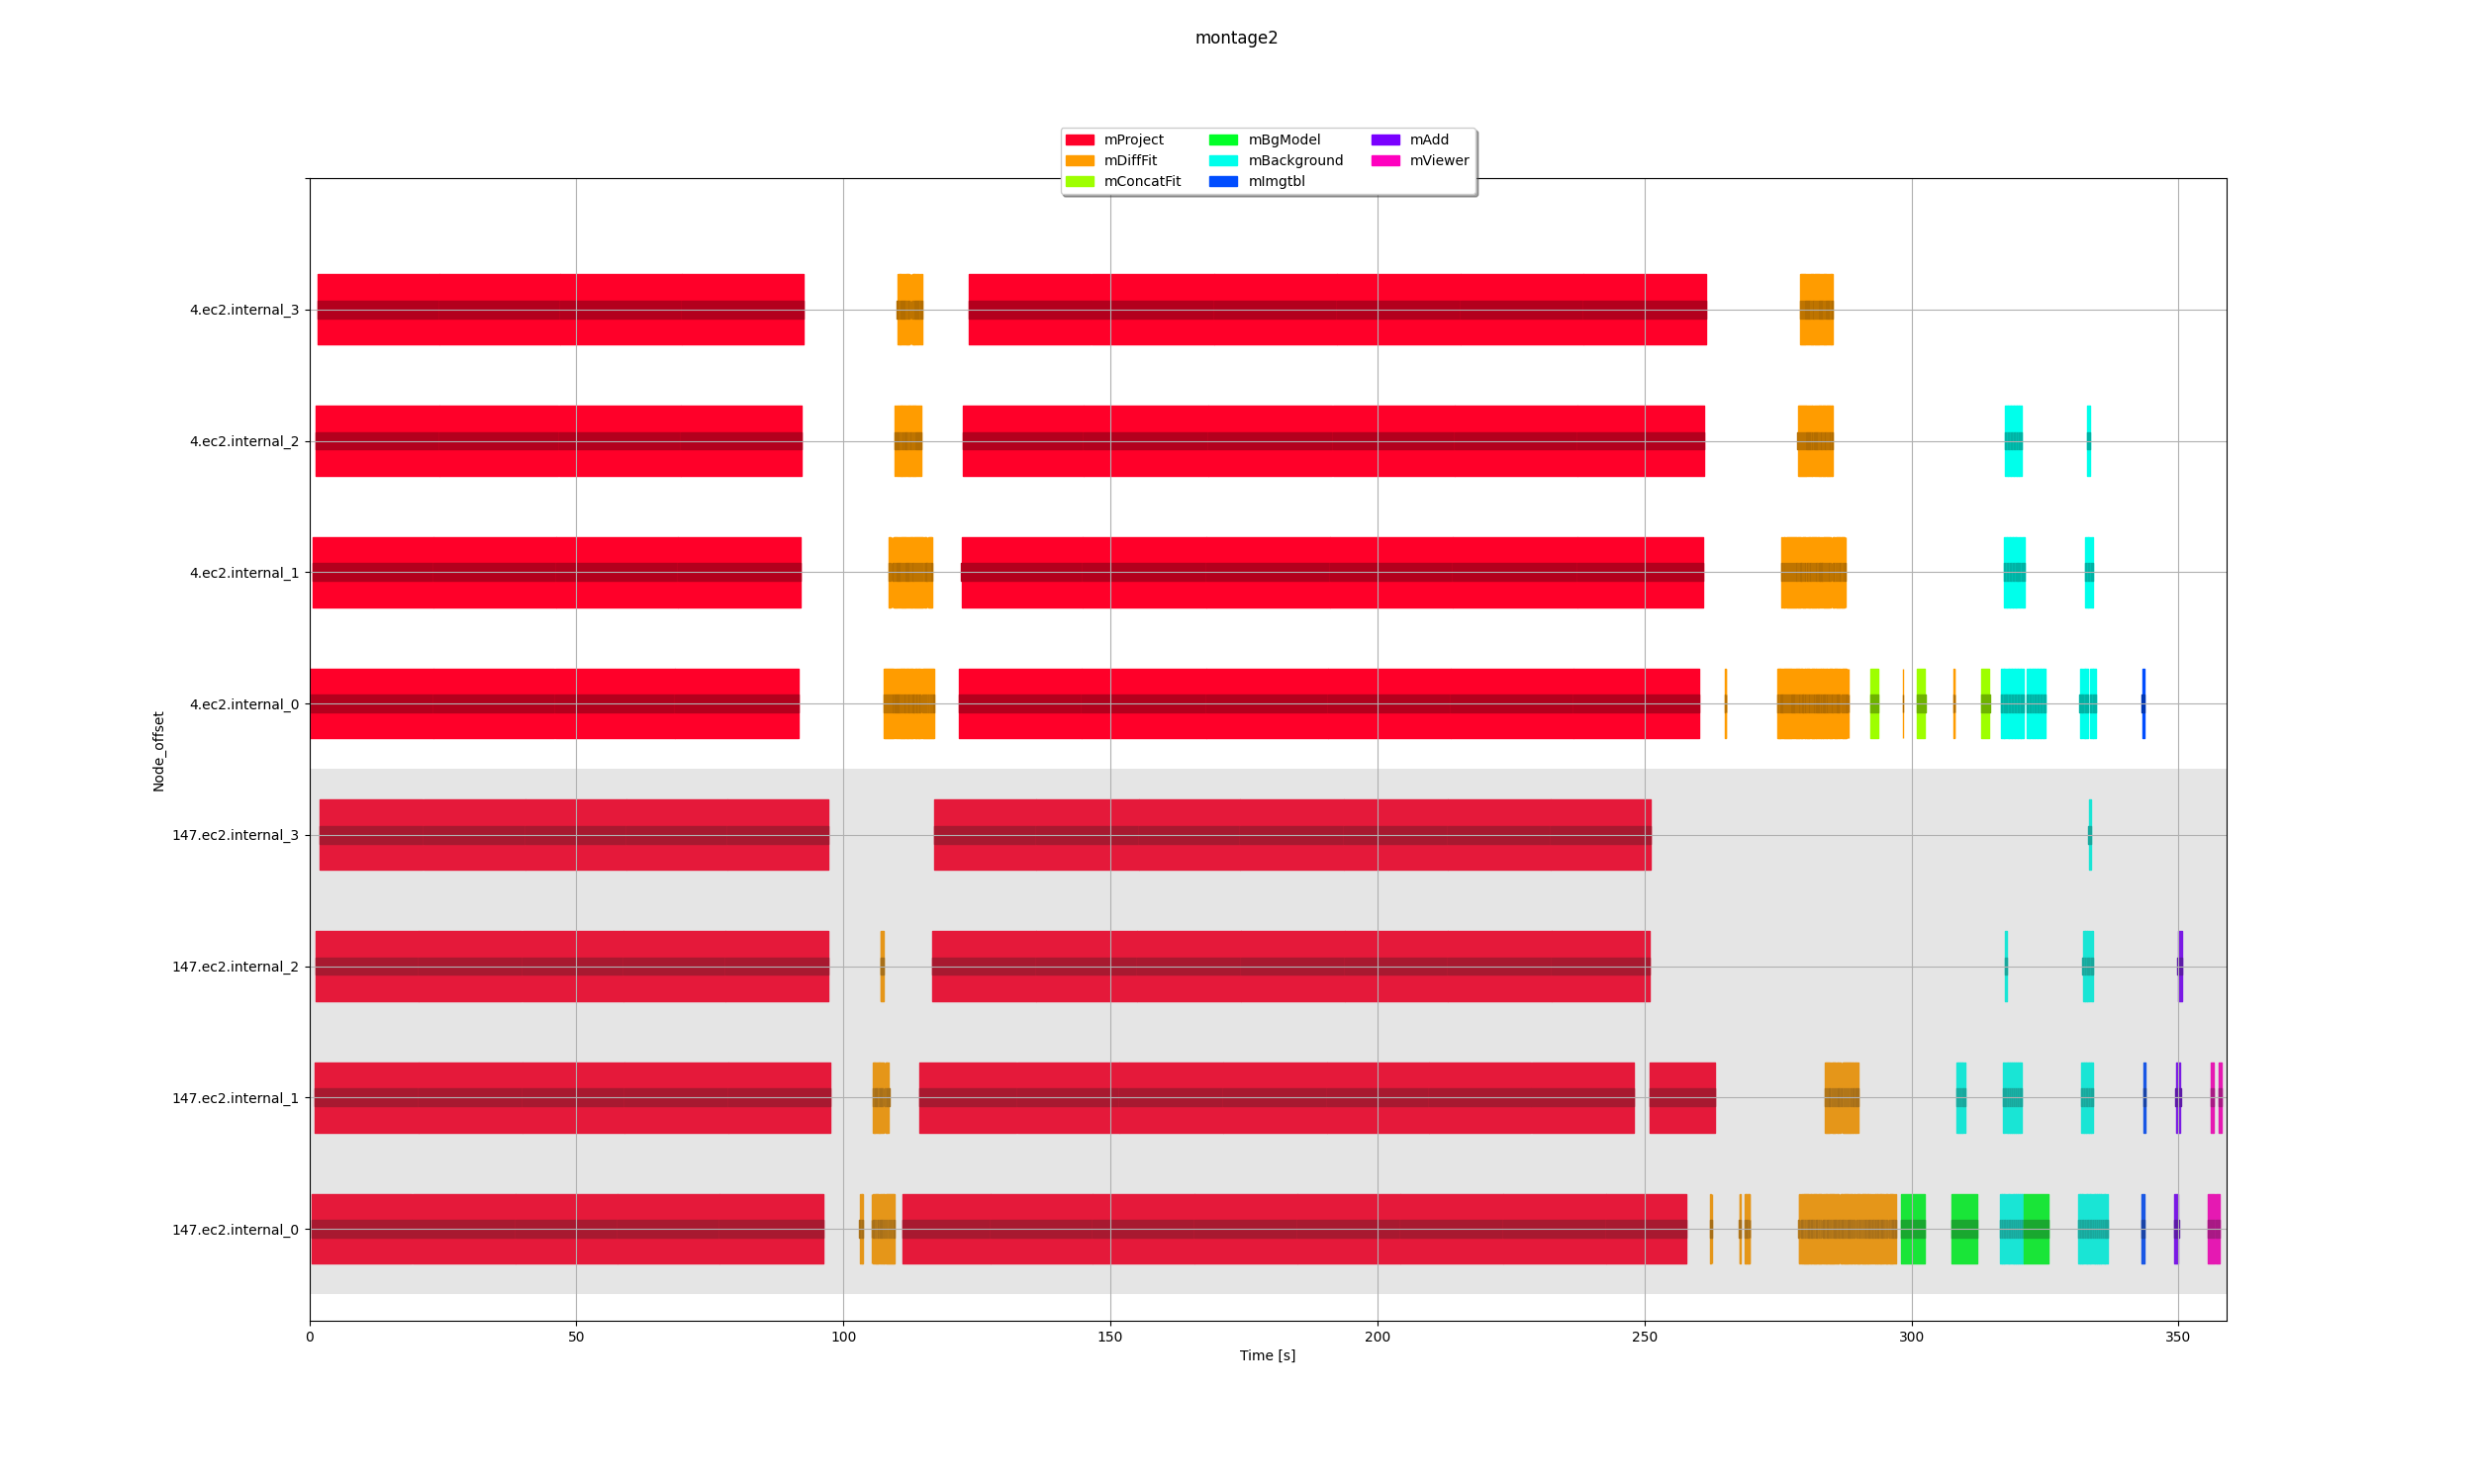 montage2
mProject
mDiffFit
mConcatFit
mBgModel
mBackground
mImgtbl
mAdd
mViewer
4.ec2.internal_3
4.ec2.internal_2
4.ec2.internal_1
4.ec2.internal_0
147.ec2.internal_3
147.ec2.internal_2
147.ec2.internal_1
147.ec2.internal_0
Node_offset
0 50 100 150 200 250 300 350
Time [s]